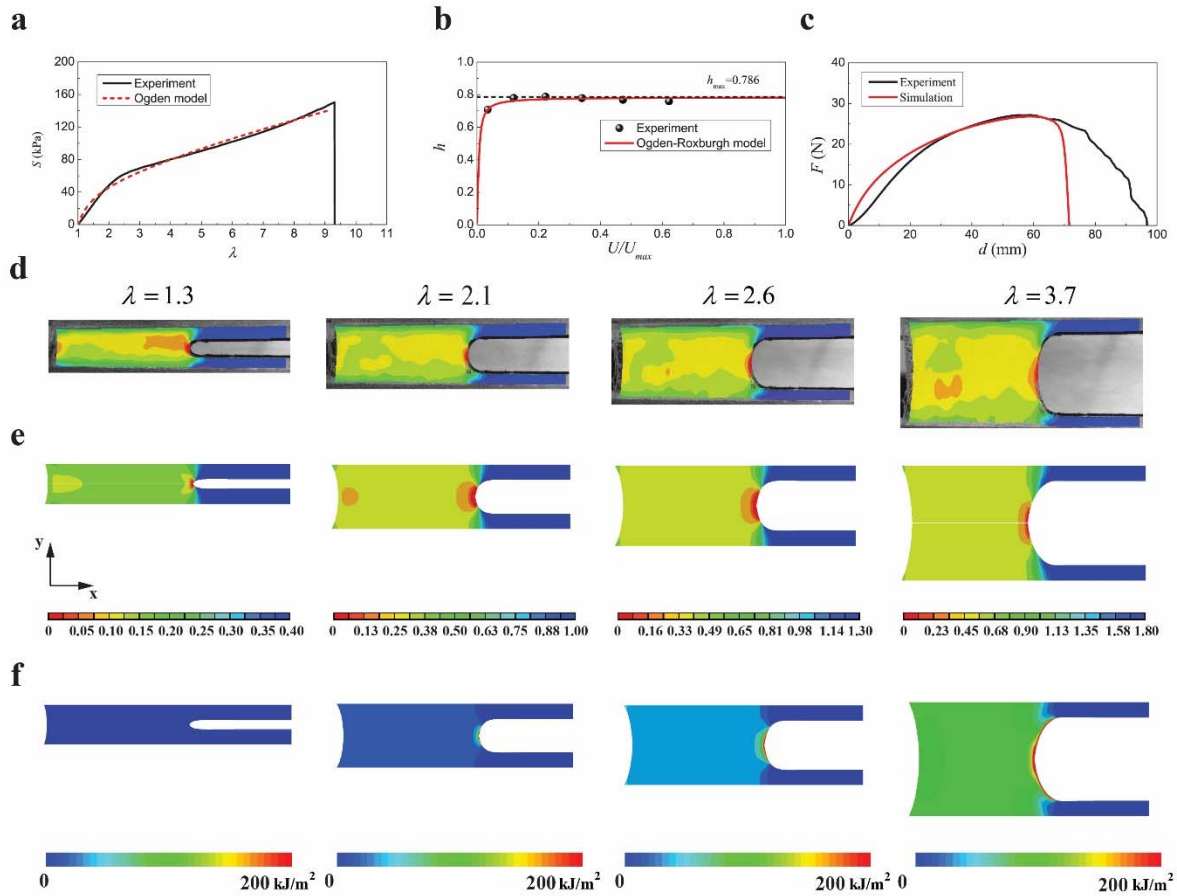 a
b
c
200
160
120
80
40
0
S (kPa)
Experiment
Ogden model
1 2 3 4 5 6 7 8 9 10 11
λ
1.0
0.8
0.6
0.4
0.2
0.0
h
h_max=0.786
Experiment
Ogden-Roxburgh model
0.0 0.2 0.4 0.6 0.8 1.0
U/U_max
40
30
20
10
0
F (N)
Experiment
Simulation
0 20 40 60 80 100
d (mm)
d
λ = 1.3 λ = 2.1 λ = 2.6 λ = 3.7
e
y
x
0 0.05 0.10 0.15 0.20 0.25 0.30 0.35 0.40
0 0.13 0.25 0.38 0.50 0.63 0.75 0.88 1.00
0 0.16 0.33 0.49 0.65 0.81 0.98 1.14 1.30
0 0.23 0.45 0.68 0.90 1.13 1.35 1.58 1.80
f
0 200 kJ/m²
0 200 kJ/m²
0 200 kJ/m²
0 200 kJ/m²